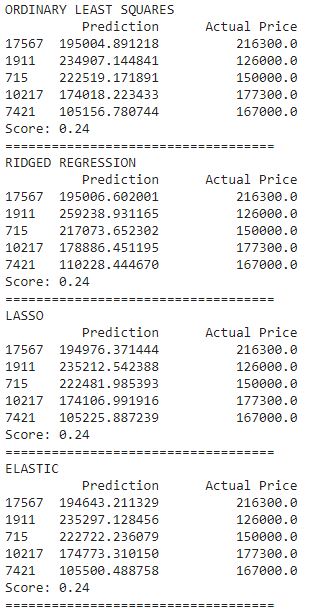 ORDINARY LEAST SQUARES
Prediction Actual Price
17567 195004.891218 216300.0
1911 234907.144841 126000.0
715 222519.171891 150000.0
10217 174018.223433 177300.0
7421 105156.780744 167000.0
Score: 0.24
===================================
RIDGED REGRESSION
Prediction Actual Price
17567 195006.602001 216300.0
1911 259238.931165 126000.0
715 217073.652302 150000.0
10217 178886.451195 177300.0
7421 110228.444670 167000.0
Score: 0.24
===================================
LASSO
Prediction Actual Price
17567 194976.371444 216300.0
1911 235212.542388 126000.0
715 222481.985393 150000.0
10217 174106.991916 177300.0
7421 105225.887239 167000.0
Score: 0.24
===================================
ELASTIC
Prediction Actual Price
17567 194643.211329 216300.0
1911 235297.128456 126000.0
715 222722.236079 150000.0
10217 174773.310150 177300.0
7421 105500.488758 167000.0
Score: 0.24
===================================